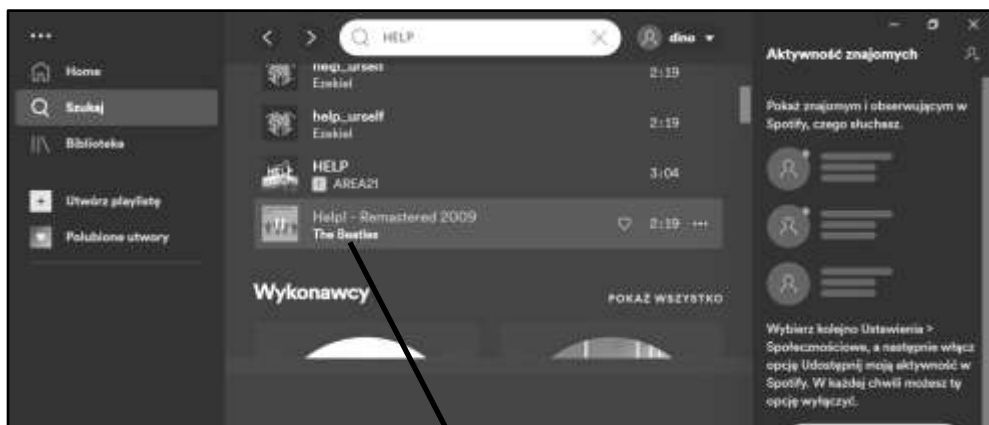 Home
Szukaj
Biblioteka
Utwórz playlistę
Polubione utwory
HELP
dino
help_urself
Ezekiel
2:19
help_urself
Ezekiel
2:19
HELP
E AREA21
3:04
Help! - Remastered 2009
The Beatles
2:19
Wykonawcy
POKAŻ WSZYSTKO
Aktywność znajomych
Pokaż znajomym i obserwującym w
Spotify, czego słuchasz.
Wybierz kolejno Ustawienia >
Społecznościowe, a następnie włącz
opcję Udostępnij moją aktywność w
Spotify. W każdej chwili możesz tę
opcję wyłączyć.